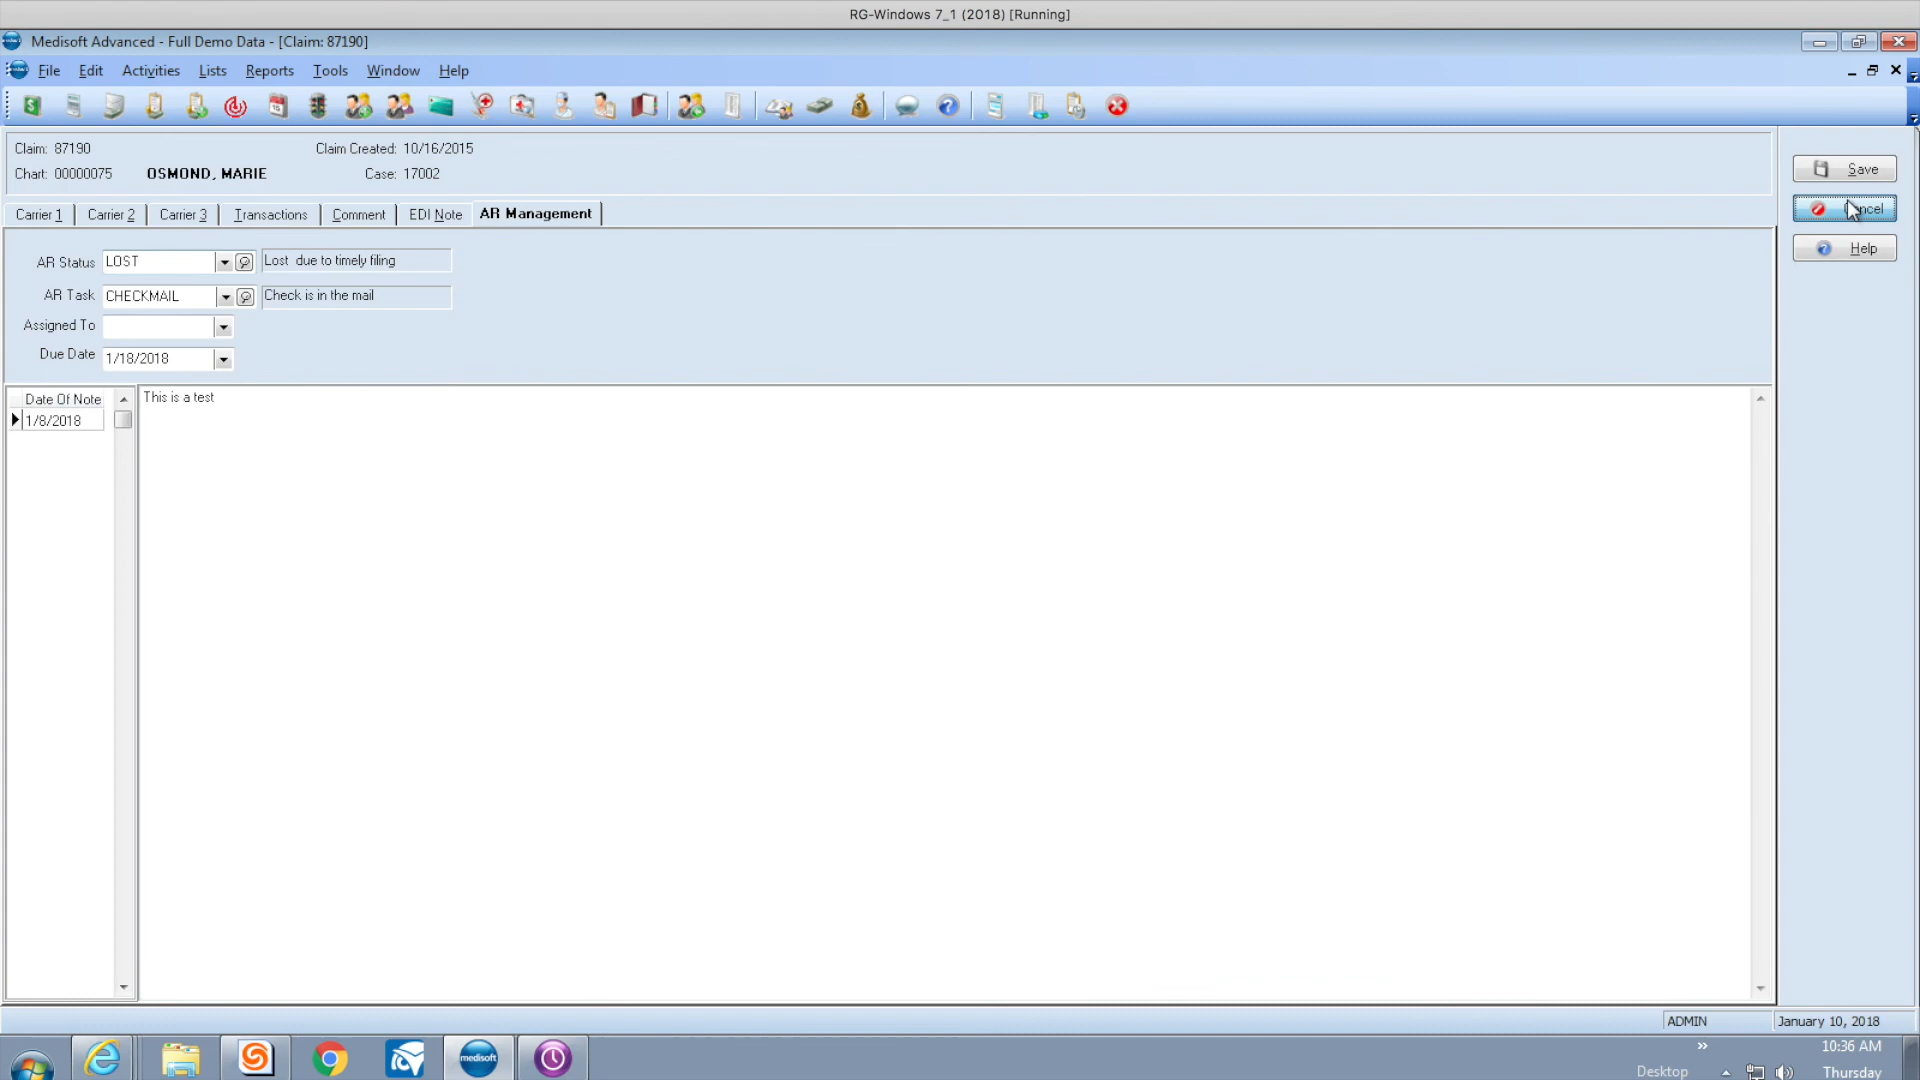 RG-Windows 7_1 (2018) [Running]
Medisoft Advanced - Full Demo Data - [Claim: 87190]
File Edit Activities Lists Reports Tools Window Help
Claim: 87190 Claim Created: 10/16/2015
Chart: 00000075 OSMOND, MARIE Case: 17002
Save
Cancel
Help
Carrier 1 Carrier 2 Carrier 3 Transactions Comment EDI Note AR Management
AR Status LOST Lost due to timely filing
AR Task CHECKMAIL Check is in the mail
Assigned To
Due Date 1/18/2018
Date Of Note
1/8/2018
This is a test
ADMIN January 10, 2018
medisoft
10:36 AM
Desktop Thursday